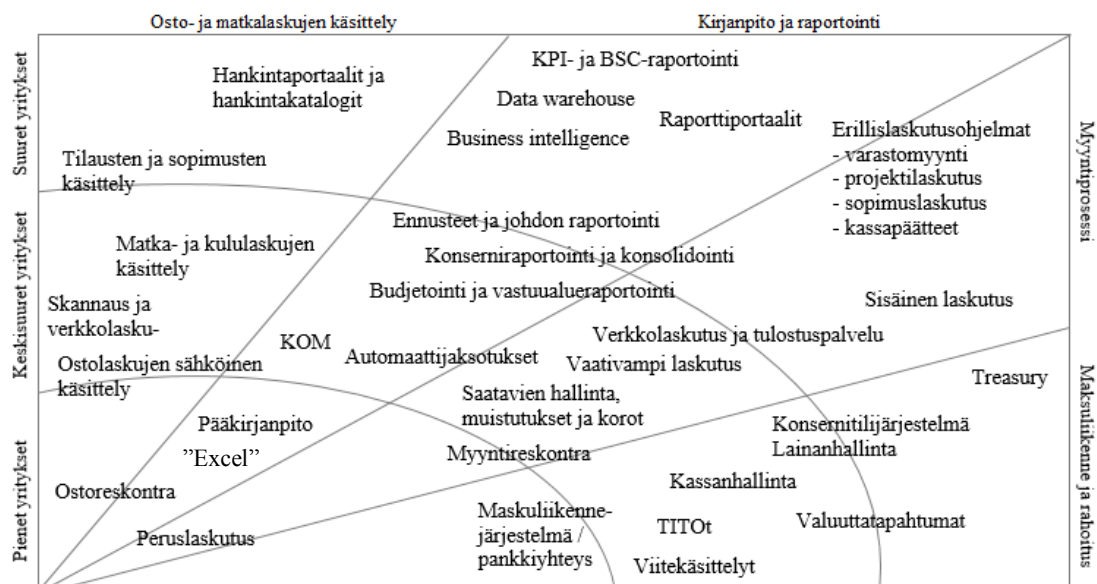 Osto- ja matkalaskujen käsittely
Kirjanpito ja raportointi
Suuret yritykset
Keskisuuret yritykset
Pienet yritykset
Myyntiprosessi
Maksuliikenne ja rahoitus
Hankintaportaalit ja
hankintakatalogit
Tilausten ja sopimusten
käsittely
Matka- ja kululaskujen
käsittely
Skannaus ja
verkkolasku-
Ostolaskujen sähköinen
käsittely
Ostoreskontra
KPI- ja BSC-raportointi
Data warehouse
Raporttiportaalit
Business intelligence
Ennusteet ja johdon raportointi
Konserniraportointi ja konsolidointi
Budjetointi ja vastuualueraportointi
KOM
Automaattijaksotukset
Pääkirjanpito
”Excel”
Erillislaskutusohjelmat
- varastomyynti
- projektilaskutus
- sopimuslaskutus
- kassapäätteet
Sisäinen laskutus
Verkkolaskutus ja tulostuspalvelu
Vaativampi laskutus
Saatavien hallinta,
muistutukset ja korot
Myyntireskontra
Peruslaskutus
Treasury
Konsernitilijärjestelmä
Lainanhallinta
Kassanhallinta
Maskuliikenne-
järjestelmä /
pankkiyhteys
TITOt
Valuuttatapahtumat
Viitekäsittelyt